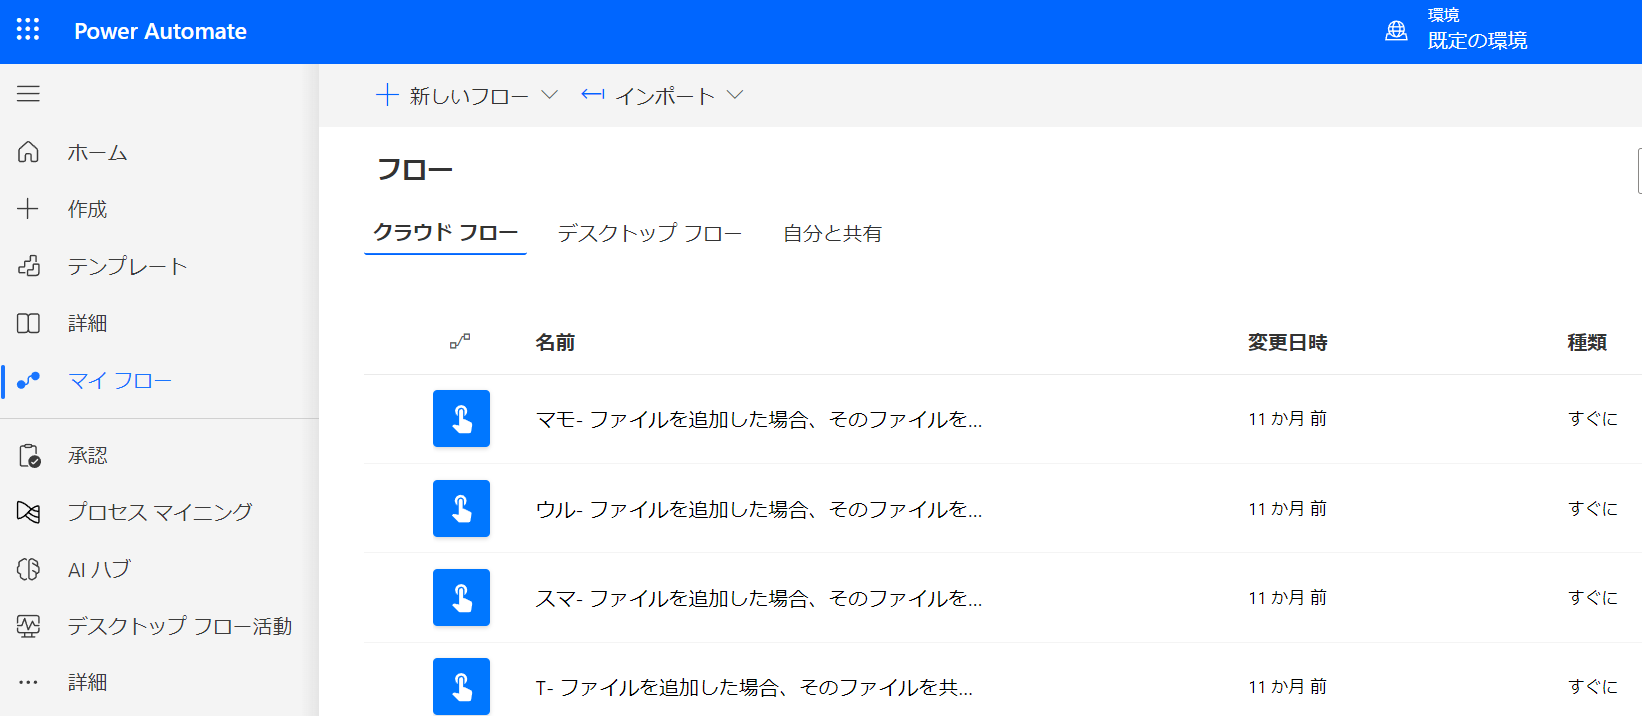 Power Automate
環境
既定の環境
新しいフロー
インポート
ホーム
作成
テンプレート
詳細
マイ フロー
承認
プロセス マイニング
AI ハブ
デスクトップ フロー活動
詳細
フロー
クラウド フロー
デスクトップ フロー
自分と共有
名前 変更日時 種類
マモ- ファイルを追加した場合、そのファイルを... 11 か月 前 すぐに
ウル- ファイルを追加した場合、そのファイルを... 11 か月 前 すぐに
スマ- ファイルを追加した場合、そのファイルを... 11 か月 前 すぐに
T- ファイルを追加した場合、そのファイルを共... 11 か月 前 すぐに